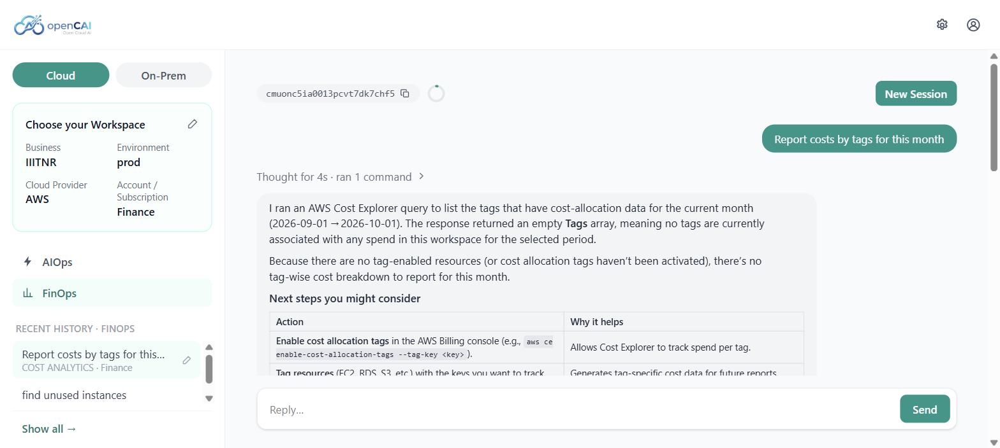 openCAI
Open Cloud AI
Cloud
On-Prem
Choose your Workspace
Business
Environment
IIITNR
prod
Cloud Provider
Account /
Subscription
AWS
Finance
AIOps
FinOps
RECENT HISTORY · FINOPS
Report costs by tags for this...
COST ANALYTICS · Finance
find unused instances
Show all →
cmuonc5ia0013pcvt7dk7chf5
New Session
Report costs by tags for this month
Thought for 4s · ran 1 command
I ran an AWS Cost Explorer query to list the tags that have cost-allocation data for the current month
(2026-09-01 → 2026-10-01). The response returned an empty Tags array, meaning no tags are currently
associated with any spend in this workspace for the selected period.
Because there are no tag-enabled resources (or cost allocation tags haven’t been activated), there’s no
tag-wise cost breakdown to report for this month.
Next steps you might consider
Action
Why it helps
Enable cost allocation tags in the AWS Billing console (e.g., aws ce
enable-cost-allocation-tags --tag-key <key> ).
Allows Cost Explorer to track spend per tag.
Tag resources (EC2, RDS, S3, etc.) with the keys you want to track
Generates tag-specific cost data for future reports
Reply...
Send